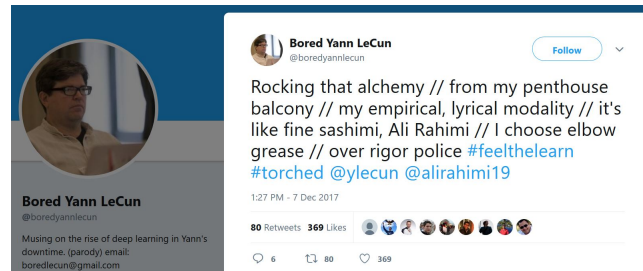 Bored Yann LeCun
@boredyannlecun
Follow
Rocking that alchemy // from my penthouse
balcony // my empirical, lyrical modality // it's
like fine sashimi, Ali Rahimi // I choose elbow
grease // over rigor police #feelthelearn
#torched @ylecun @alirahimi19
1:27 PM - 7 Dec 2017
80 Retweets 369 Likes
6 80 369
Bored Yann LeCun
@boredyannlecun
Musing on the rise of deep learning in Yann's
downtime. (parody) email:
boredlecun@gmail.com